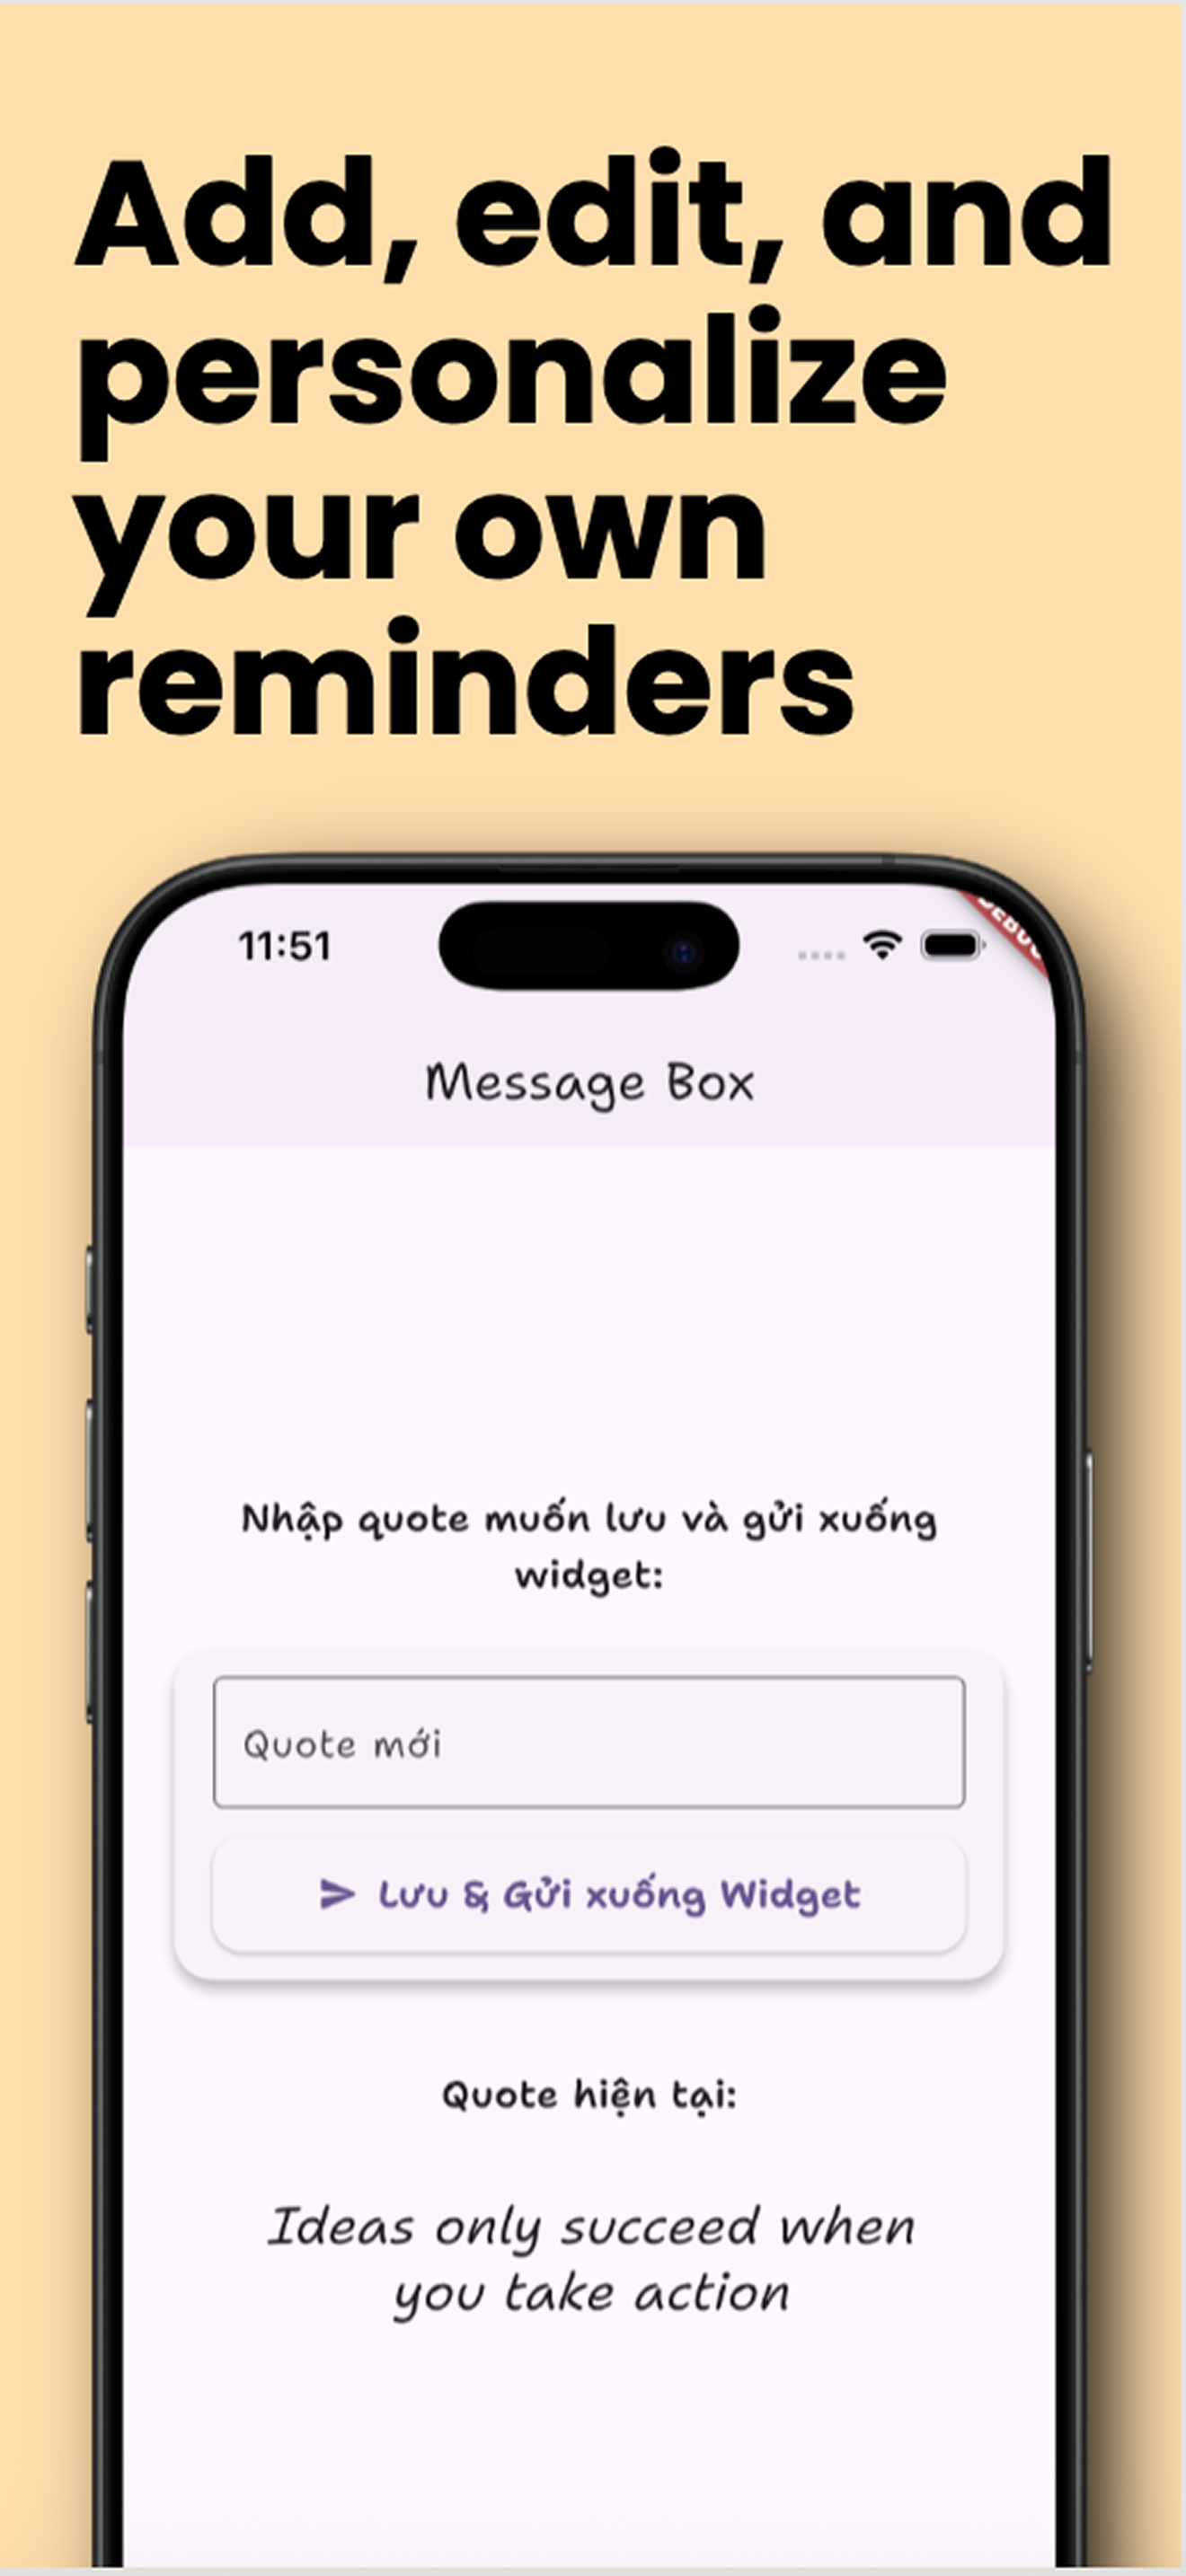 Add, edit, and
personalize
your own
reminders
11:51
DEBUG
Message Box
Nhập quote muốn lưu và gửi xuống
widget:
Quote mới
Lưu & Gửi xuống Widget
Quote hiện tại:
Ideas only succeed when
you take action